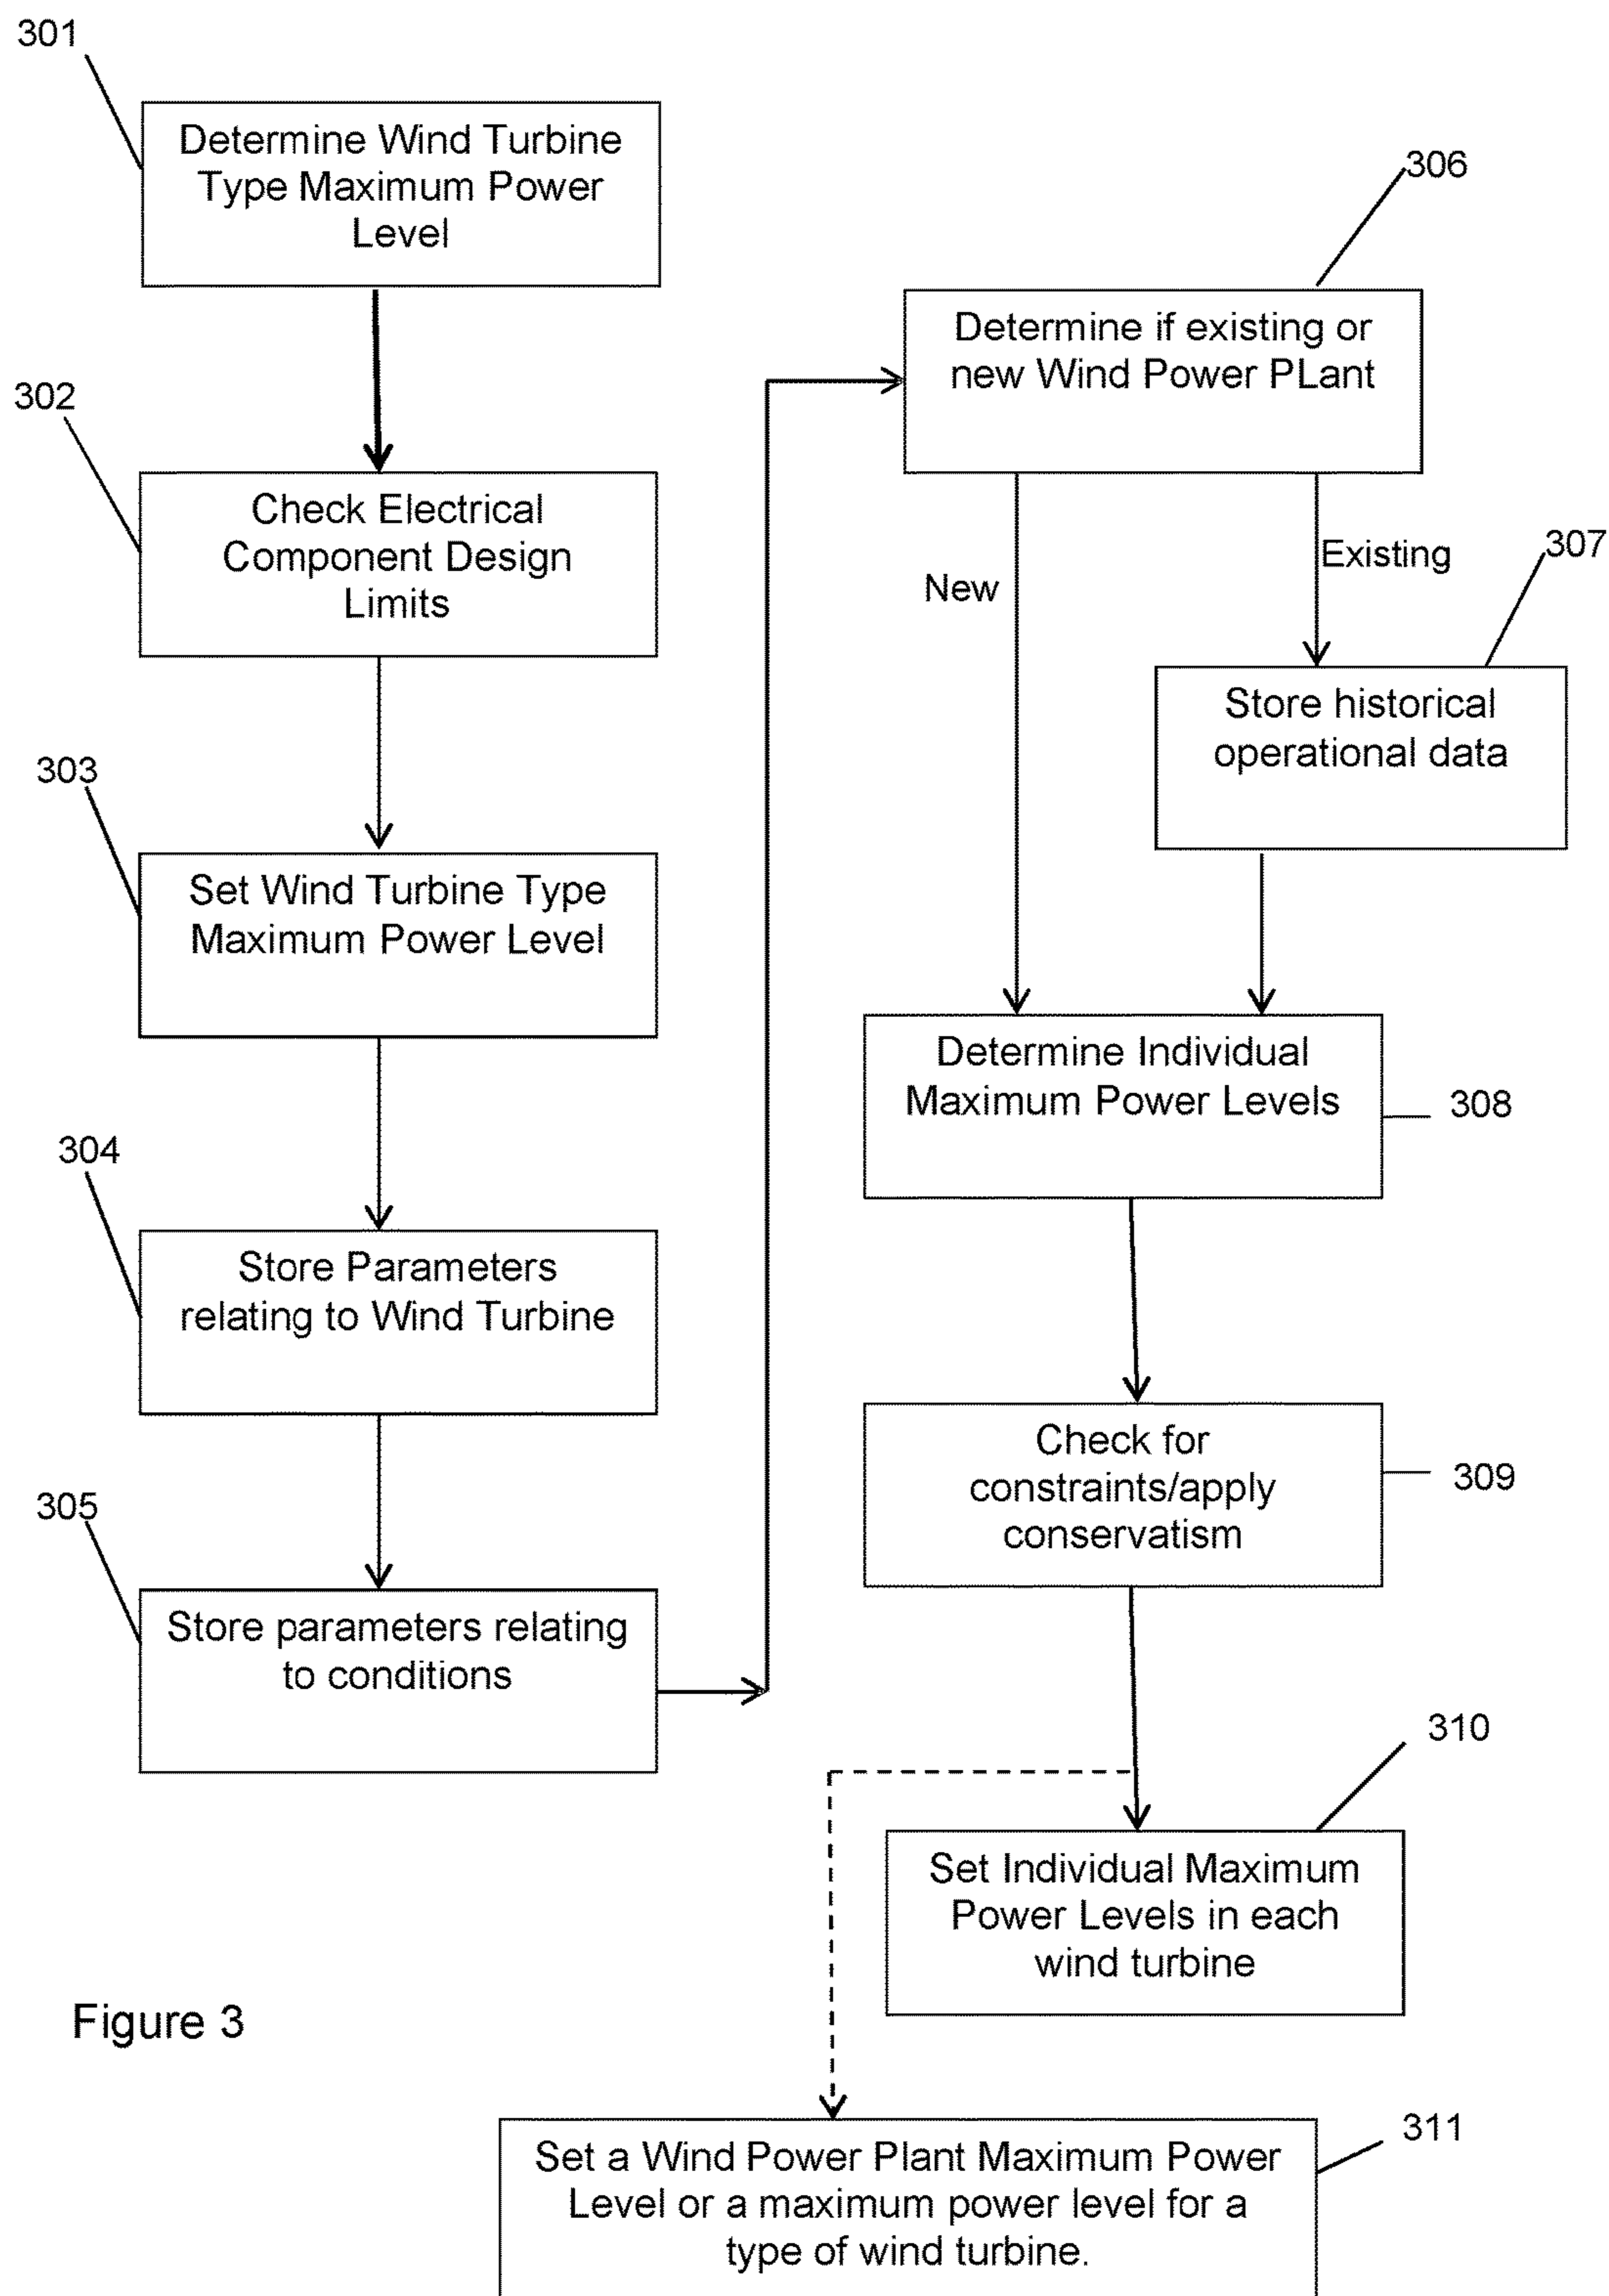 301
Determine Wind Turbine
Type Maximum Power
Level
302
Check Electrical
Component Design
Limits
303
Set Wind Turbine Type
Maximum Power Level
304
Store Parameters
relating to Wind Turbine
305
Store parameters relating
to conditions
306
Determine if existing or
new Wind Power PLant
New
Existing
307
Store historical
operational data
Determine Individual
Maximum Power Levels
308
Check for
constraints/apply
conservatism
309
310
Set Individual Maximum
Power Levels in each
wind turbine
Figure 3
311
Set a Wind Power Plant Maximum Power
Level or a maximum power level for a
type of wind turbine.